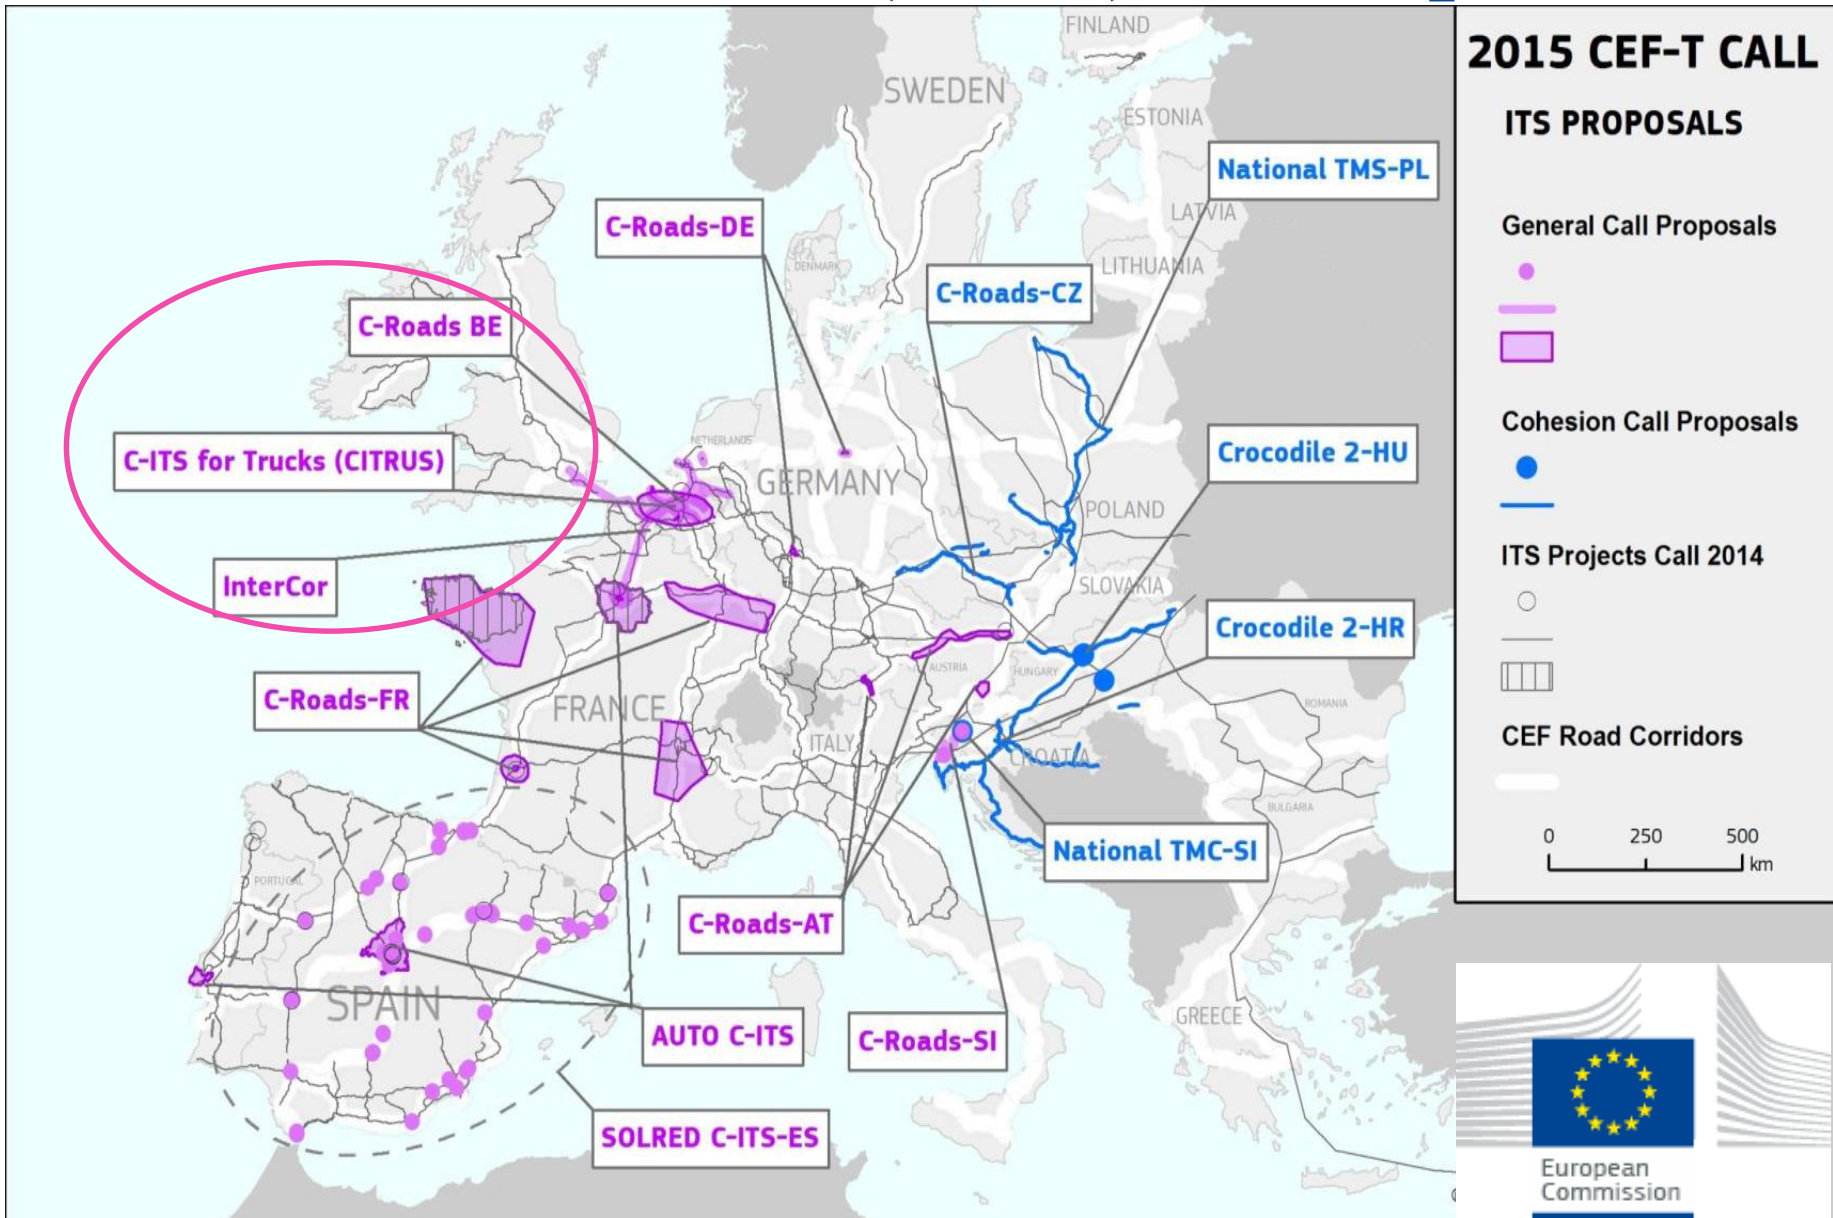 FINLAND
SWEDEN
ESTONIA
National TMS-PL
LATVIA
C-Roads-DE
DENMARK
LITHUANIA
C-Roads-CZ
C-Roads BE
NETHERLANDS
C-ITS for Trucks (CITRUS)
GERMANY
Crocodile 2-HU
POLAND
InterCor
SLOVAKIA
Crocodile 2-HR
AUSTRIA
HUNGARY
C-Roads-FR
FRANCE
ROMANIA
ITALY
CROATIA
BULGARIA
National TMC-SI
PORTUGAL
C-Roads-AT
SPAIN
GREECE
AUTO C-ITS
C-Roads-SI
SOLRED C-ITS-ES
2015 CEF-T CALL
ITS PROPOSALS
General Call Proposals
Cohesion Call Proposals
ITS Projects Call 2014
CEF Road Corridors
0 250 500
km
European
Commission